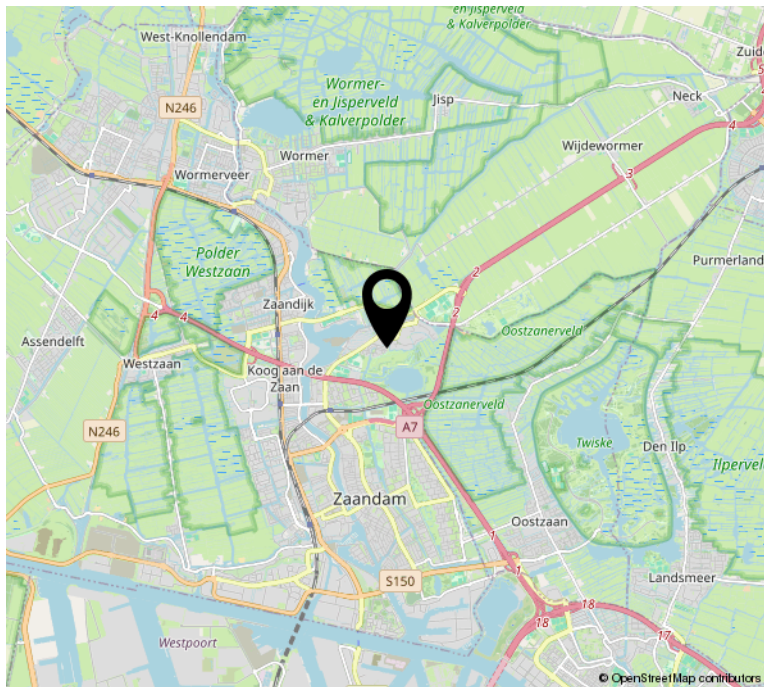 en Jisperveld
& Kalverpolder
West-Knollendam
Zuid
5
Wormer-
en Jisperveld
& Kalverpolder
Jisp
Neck
N246
4
Wormer
Wijdewormer
Wormerveer
3
Polder
Westzaan
Purmerland
2
Zaandijk
2
4
4
Oostzanerveld
Assendelft
Westzaan
Koog aan de
Zaan
Oostzanerveld
A7
N246
Twiske
Den Ilp
Ilperveld
Zaandam
Oostzaan
1
S150
1
Landsmeer
18
18
17
Westpoort
© OpenStreetMap contributors